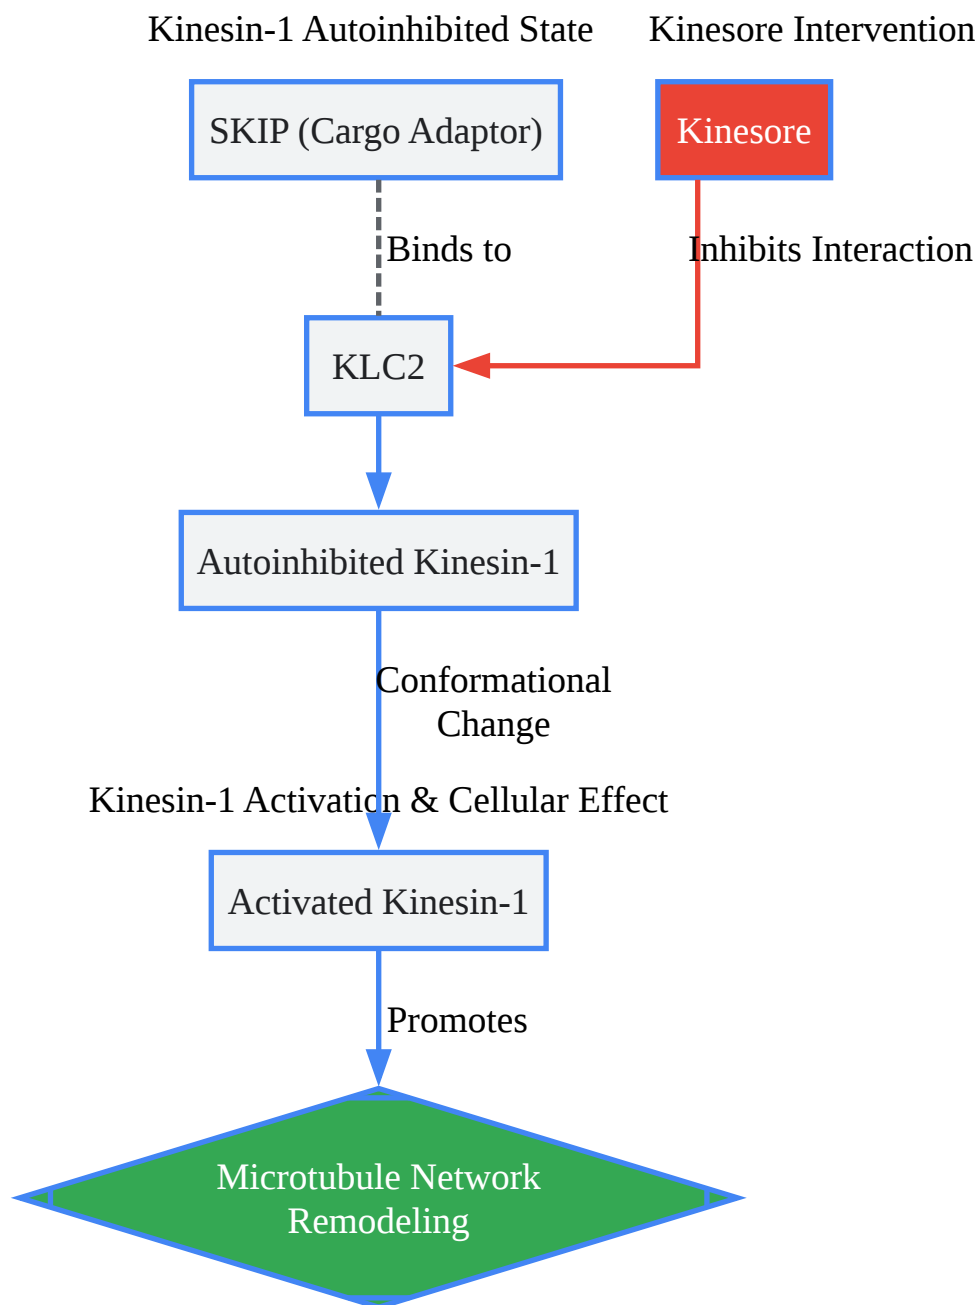 Kinesin-1 Autoinhibited State
Kinesore Intervention
SKIP (Cargo Adaptor)
Kinesore
Binds to
Inhibits Interaction
KLC2
Autoinhibited Kinesin-1
Conformational
Change
Kinesin-1 Activation & Cellular Effect
Activated Kinesin-1
Promotes
Microtubule Network
Remodeling